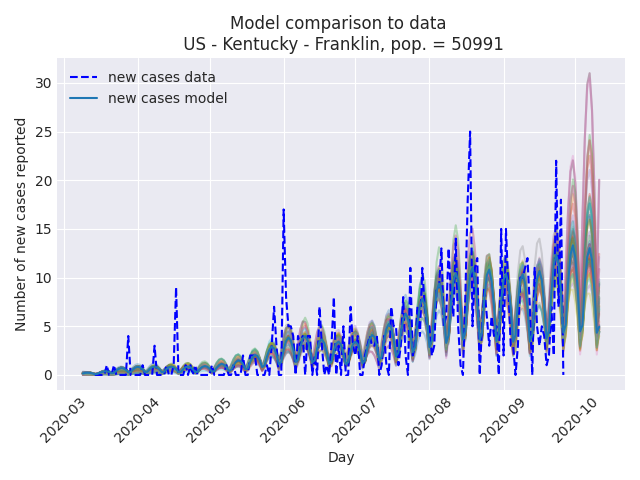 Model comparison to data
US - Kentucky - Franklin, pop. = 50991
new cases data
new cases model
Number of new cases reported
30
25
20
15
10
5
0
2020-03
2020-04
2020-05
2020-06
2020-07
2020-08
2020-09
2020-10
Day